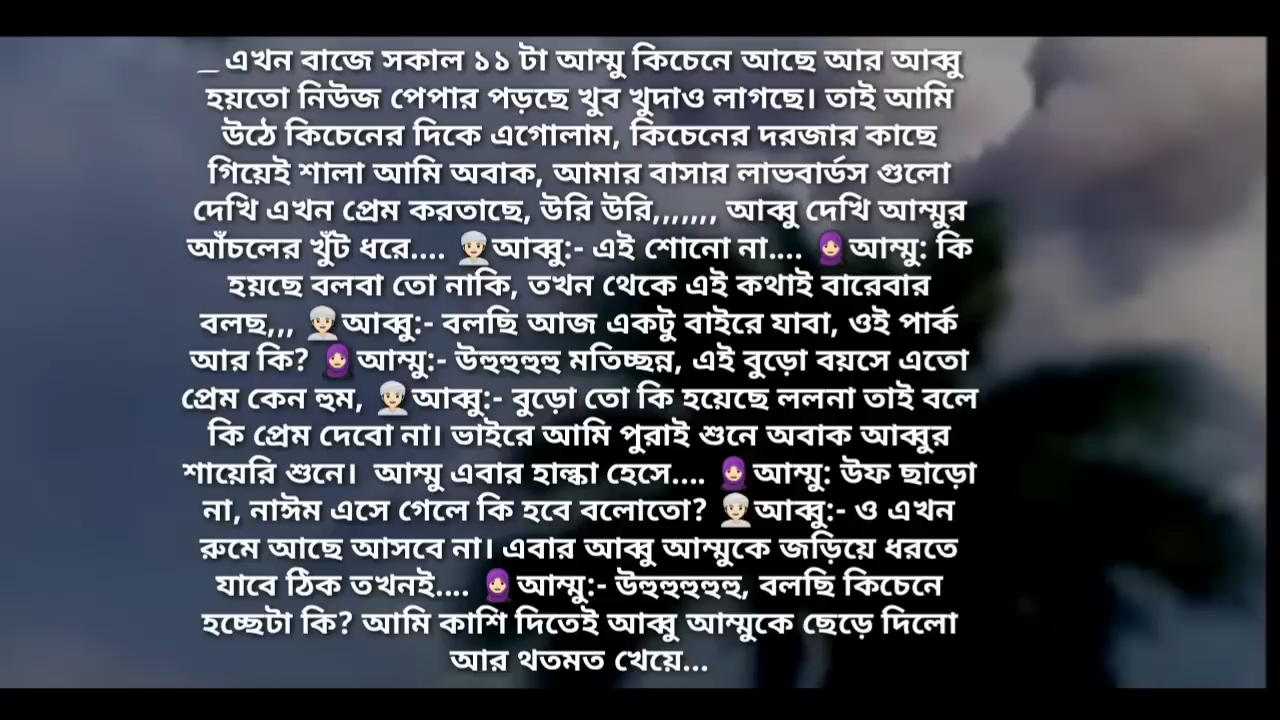 _ এখন বাজে সকাল ১১ টা আম্মু কিচেনে আছে আর আব্বু
হয়তো নিউজ পেপার পড়ছে খুব খুদাও লাগছে। তাই আমি
উঠে কিচেনের দিকে এগোলাম, কিচেনের দরজার কাছে
গিয়েই শালা আমি অবাক, আমার বাসার লাভবার্ডস গুলো
দেখি এখন প্রেম করতাছে, উরি উরি,,,,,,, আব্বু দেখি আম্মুর
আঁচলের খুঁট ধরে.... 👳🏻আব্বু:- এই শোনো না.... 🧕🏻আম্মু: কি
হয়ছে বলবা তো নাকি, তখন থেকে এই কথাই বারেবার
বলছ,,, 👳🏻আব্বু:- বলছি আজ একটু বাইরে যাবা, ওই পার্ক
আর কি? 🧕🏻আম্মু:- উহুহুহুহু মতিচ্ছন্ন, এই বুড়ো বয়সে এতো
প্রেম কেন হুম, 👳🏻আব্বু:- বুড়ো তো কি হয়েছে ললনা তাই বলে
কি প্রেম দেবো না। ভাইরে আমি পুরাই শুনে অবাক আব্বুর
শায়েরি শুনে। আম্মু এবার হাল্কা হেসে.... 🧕🏻আম্মু: উফ ছাড়ো
না, নাঈম এসে গেলে কি হবে বলোতো? 👳🏻আব্বু:- ও এখন
রুমে আছে আসবে না। এবার আব্বু আম্মুকে জড়িয়ে ধরতে
যাবে ঠিক তখনই.... 🧕🏻আম্মু:- উহুহুহুহুহু, বলছি কিচেনে
হচ্ছেটা কি? আমি কাশি দিতেই আব্বু আম্মুকে ছেড়ে দিলো
আর থতমত খেয়ে...